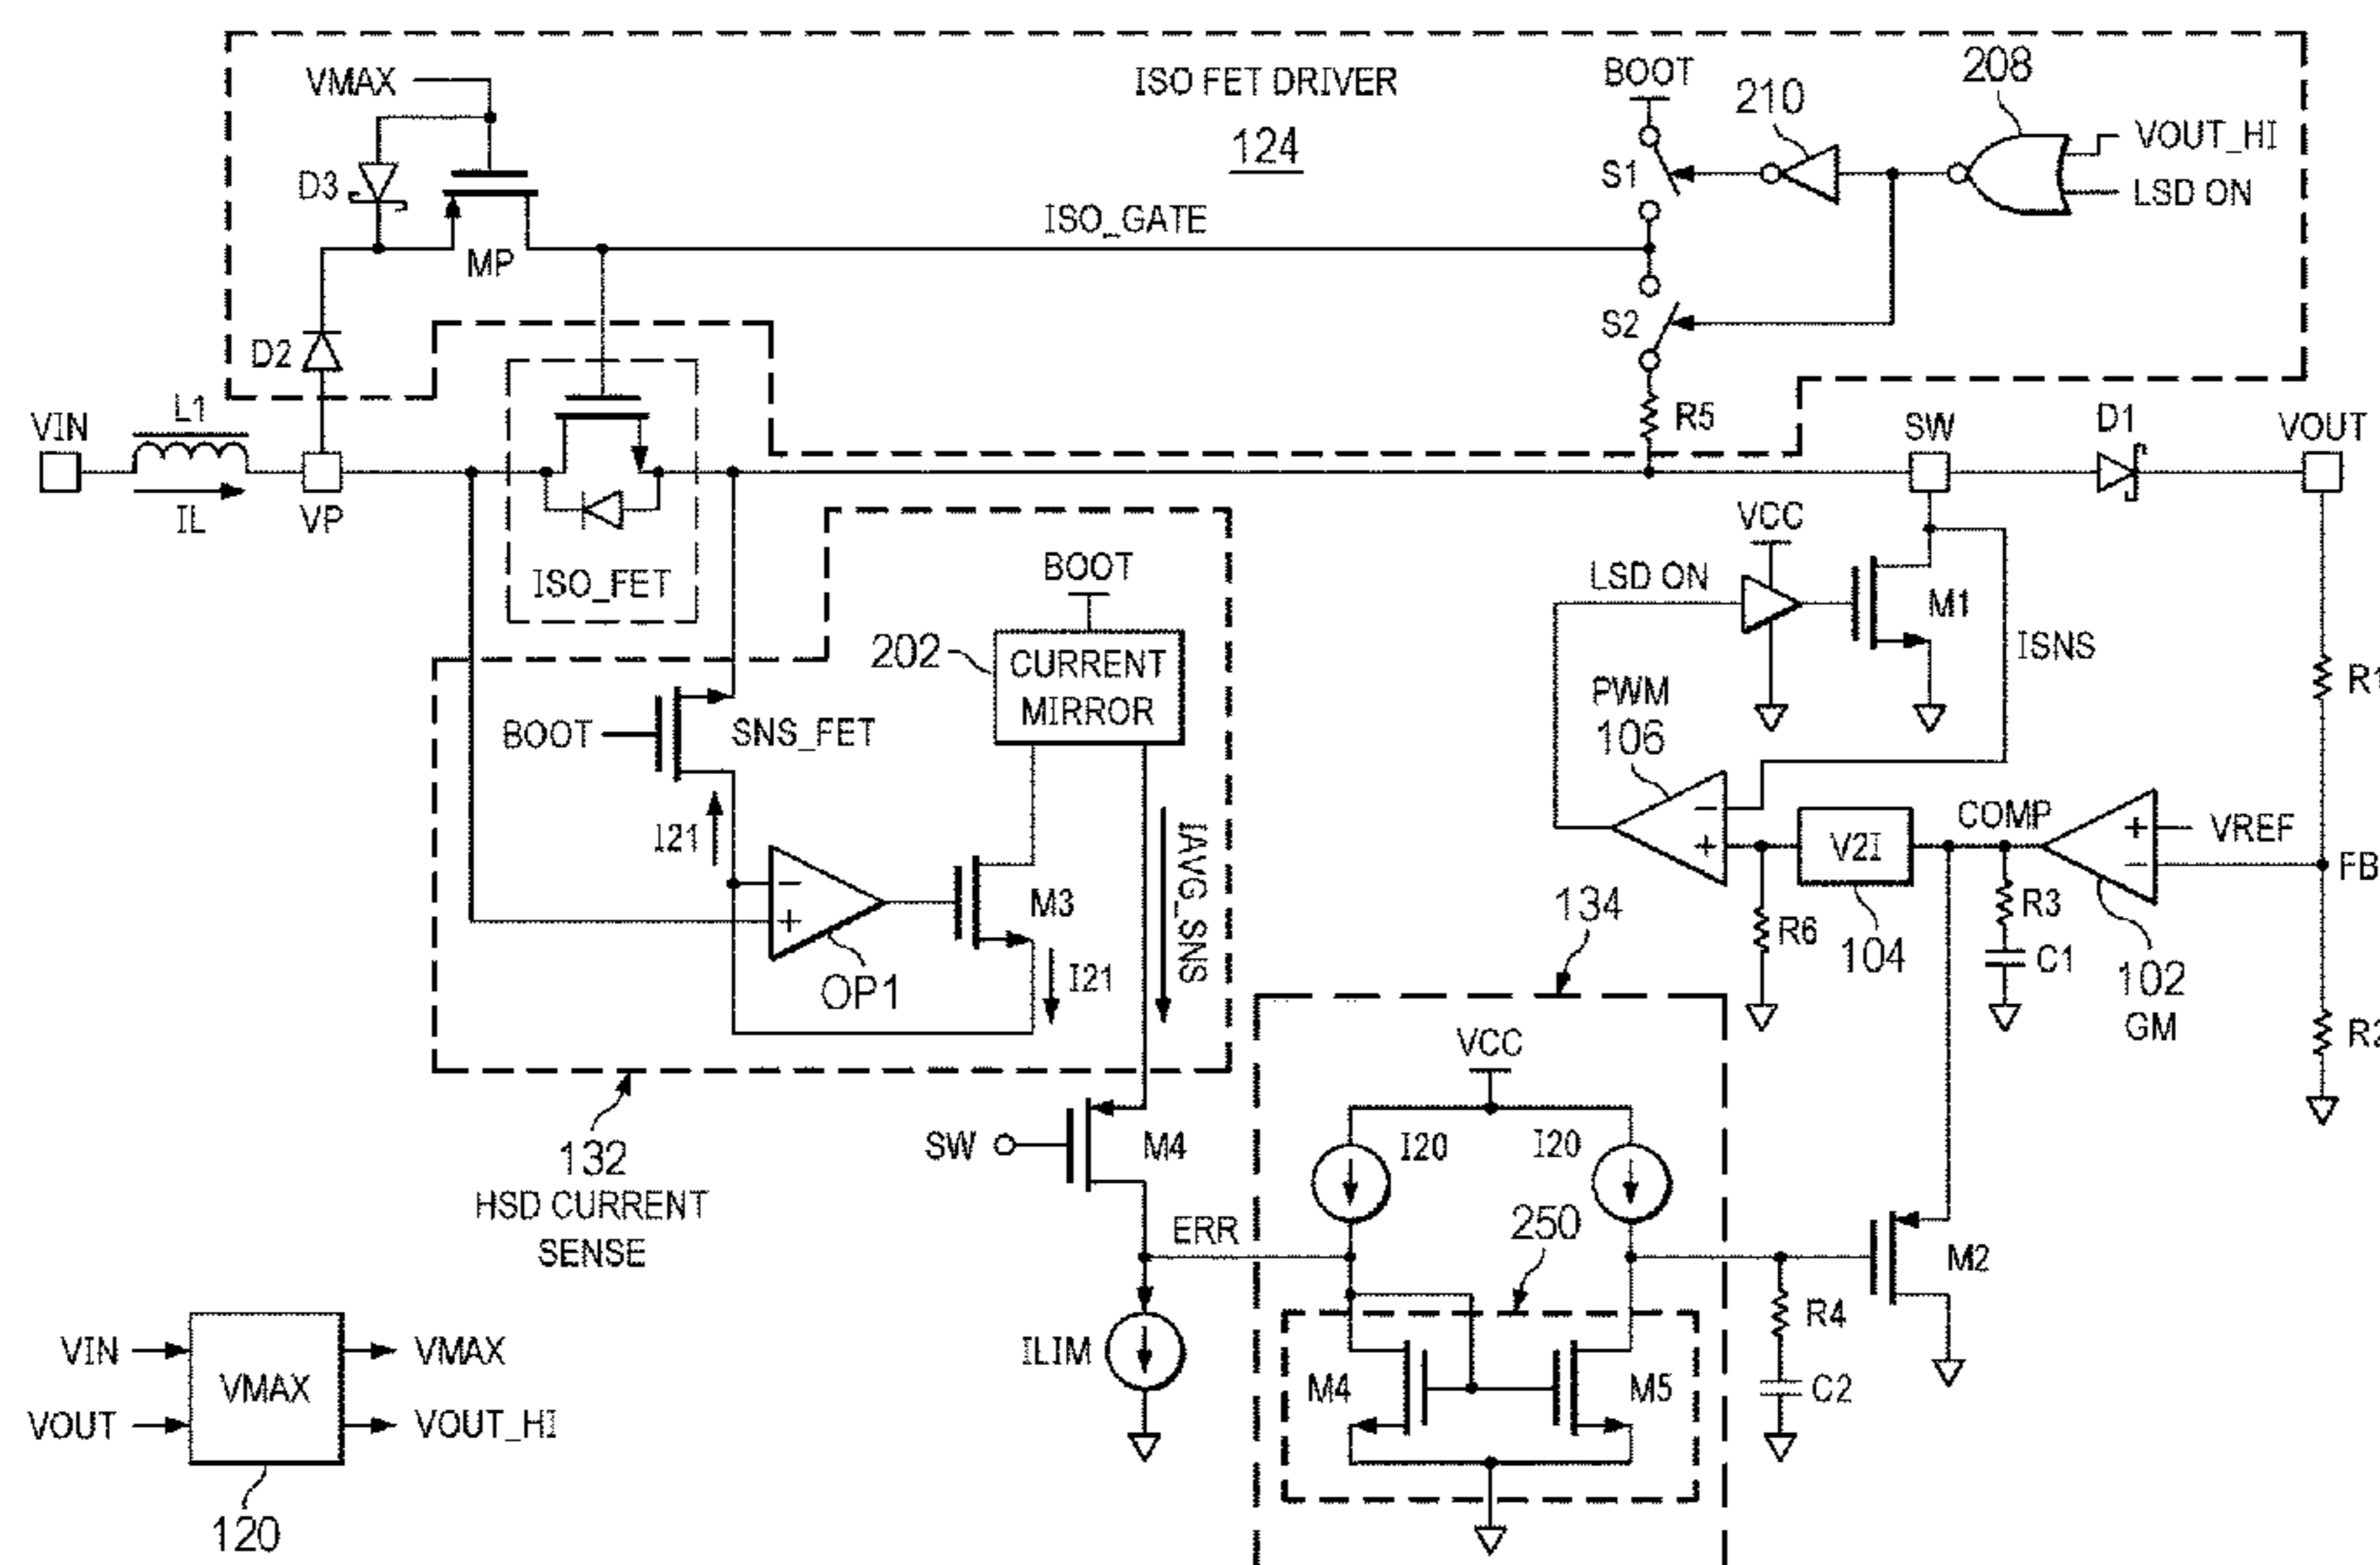 VMAX
ISO FET DRIVER
124
BOOT
210
208
VOUT_HI
LSD ON
D3
S1
MP
ISO_GATE
D2
S2
R5
VIN
L1
IL
VP
SW
D1
VOUT
ISO_FET
BOOT
VCC
LSD ON
M1
ISNS
R1
202
CURRENT
MIRROR
BOOT
SNS_FET
PWM
106
I21
OP1
M3
I21
IAVG_SNS
134
V2I
104
COMP
VREF
FB
R6
R3
C1
102
GM
R2
132
HSD CURRENT
SENSE
SW
M4
VCC
I20
I20
ERR
250
M2
ILIM
M4
M5
R4
C2
VIN
VOUT
VMAX
VMAX
VOUT_HI
120